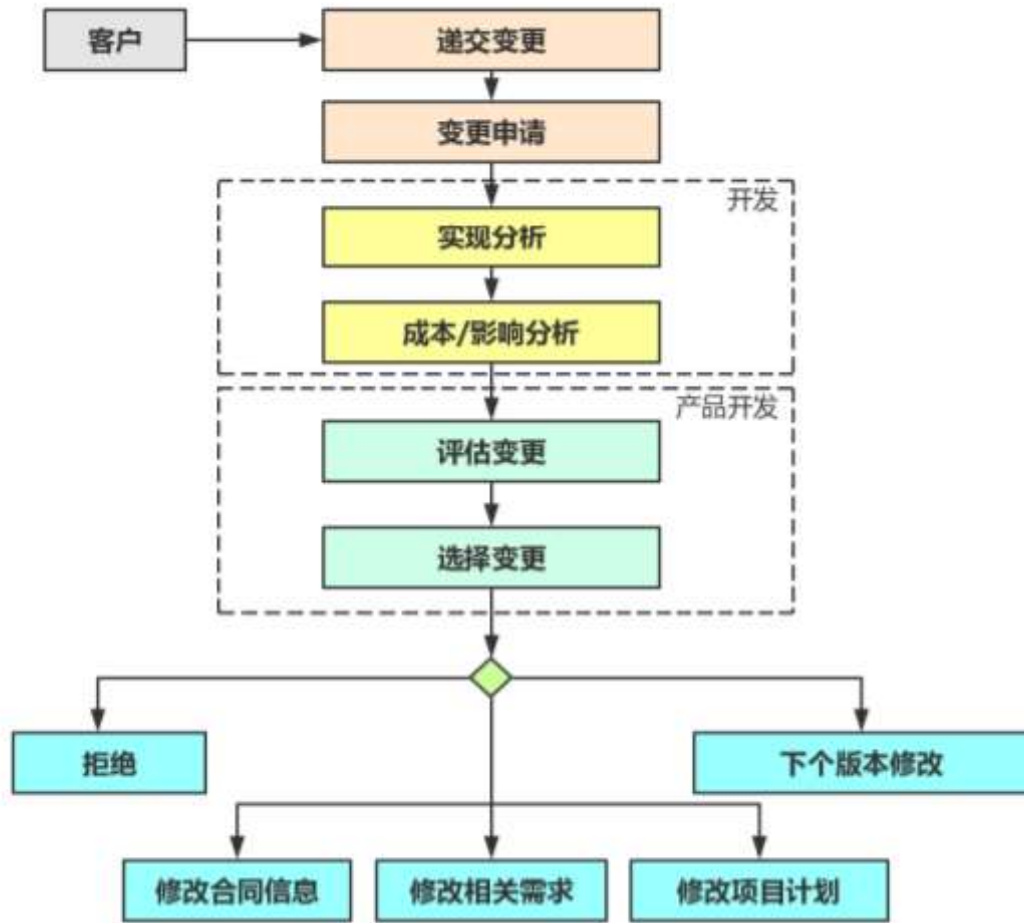 客户
递交变更
变更申请
开发
实现分析
成本/影响分析
产品开发
评估变更
选择变更
拒绝
下个版本修改
修改合同信息
修改相关需求
修改项目计划